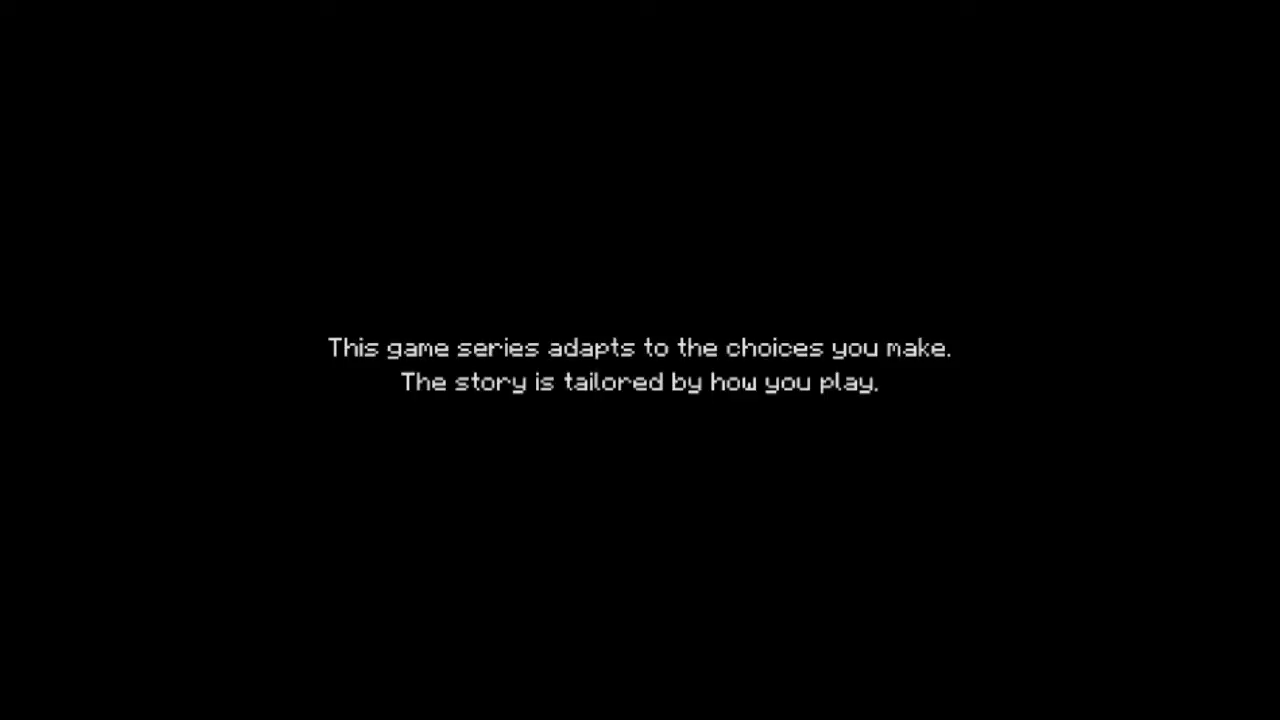 This game series adapts to the choices you make.
The story is tailored by how you play.